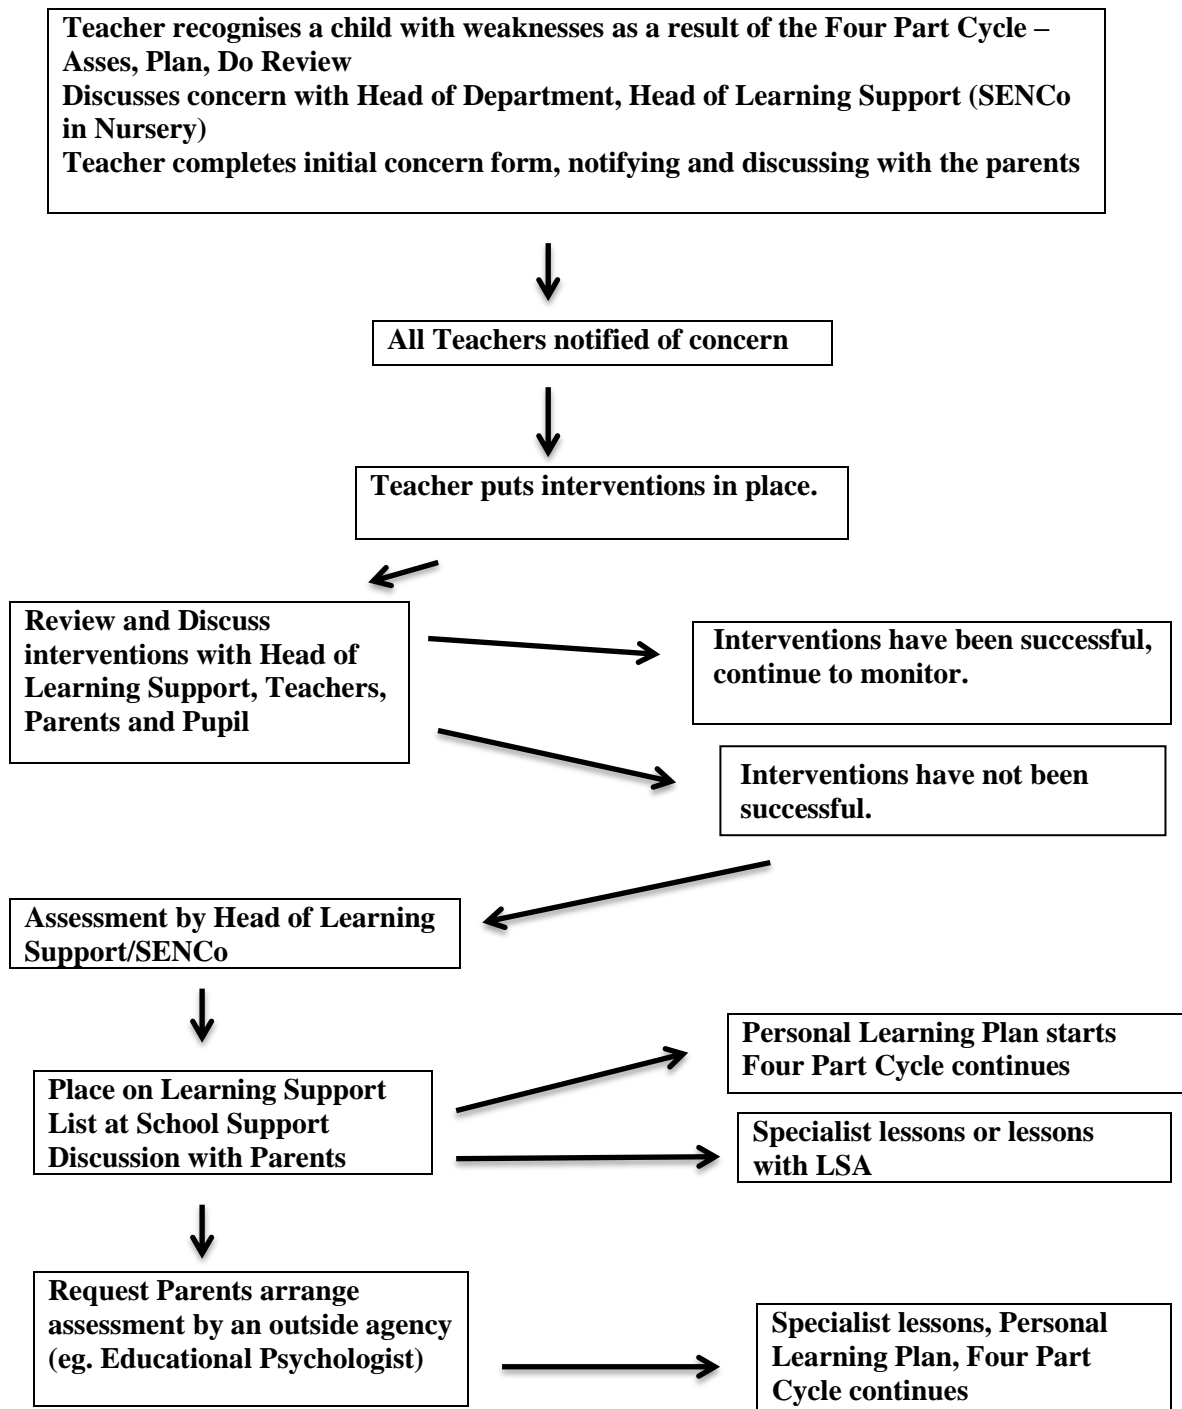 Teacher recognises a child with weaknesses as a result of the Four Part Cycle –
Asses, Plan, Do Review
Discusses concern with Head of Department, Head of Learning Support (SENCo
in Nursery)
Teacher completes initial concern form, notifying and discussing with the parents
All Teachers notified of concern
Teacher puts interventions in place.
Review and Discuss
interventions with Head of
Learning Support, Teachers,
Parents and Pupil
Interventions have been successful,
continue to monitor.
Interventions have not been
successful.
Assessment by Head of Learning
Support/SENCo
Place on Learning Support
List at School Support
Discussion with Parents
Personal Learning Plan starts
Four Part Cycle continues
Specialist lessons or lessons
with LSA
Request Parents arrange
assessment by an outside agency
(eg. Educational Psychologist)
Specialist lessons, Personal
Learning Plan, Four Part
Cycle continues